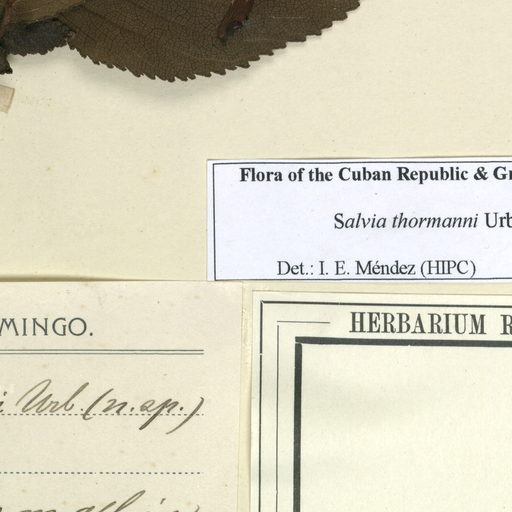 Flora of the Cuban Republic & Gr
Salvia thormanni Urb
Det.: I. E. Méndez (HIPC)
MINGO.
i Urb. (n. sp.)
HERBARIUM R